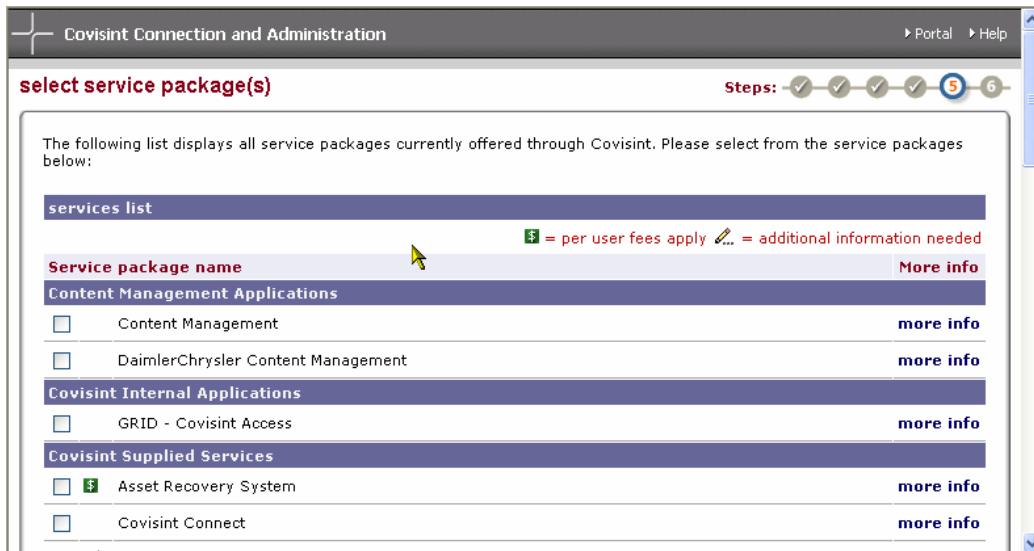 Covisint Connection and Administration
Portal Help
select service package(s)
Steps: 5 6
The following list displays all service packages currently offered through Covisint. Please select from the service packages
below:
services list
$ = per user fees apply = additional information needed
Service package name More info
Content Management Applications
Content Management more info
DaimlerChrysler Content Management more info
Covisint Internal Applications
GRID - Covisint Access more info
Covisint Supplied Services
$ Asset Recovery System more info
Covisint Connect more info